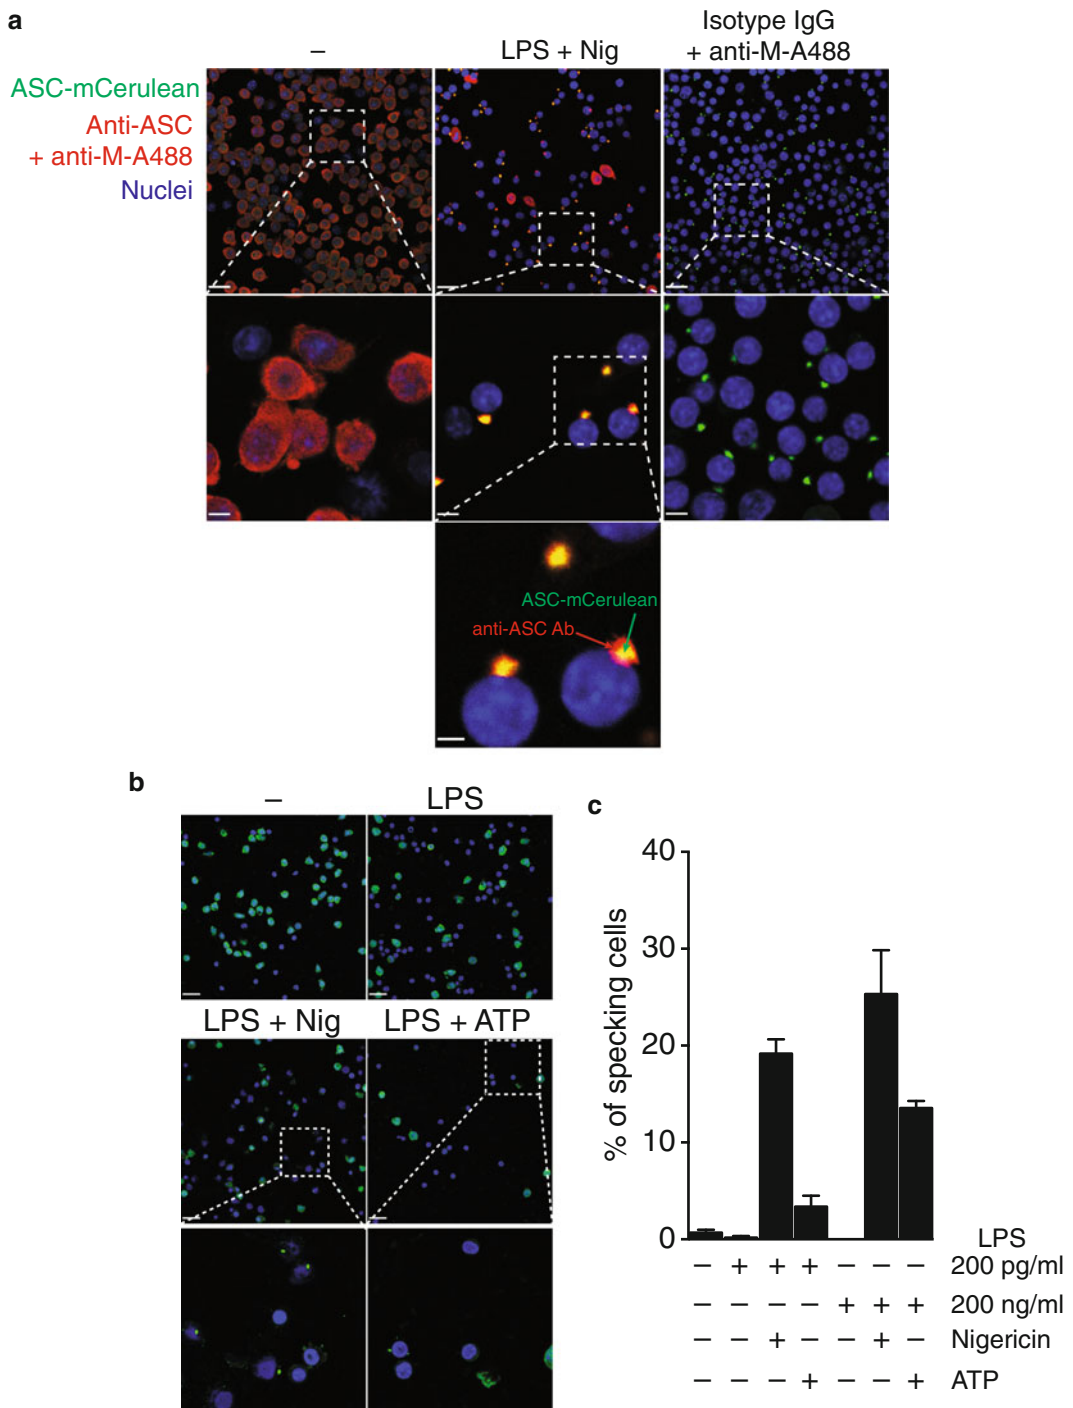 a
–
LPS + Nig
Isotype IgG
+ anti-M-A488
ASC-mCerulean
Anti-ASC
+ anti-M-A488
Nuclei
ASC-mCerulean
anti-ASC Ab
b
–
LPS
LPS + Nig
LPS + ATP
c
% of specking cells
40
30
20
10
0
LPS
– + + + – – – 200 pg/ml
– – – – + + + 200 ng/ml
– – + – – + – Nigericin
– – – + – – + ATP